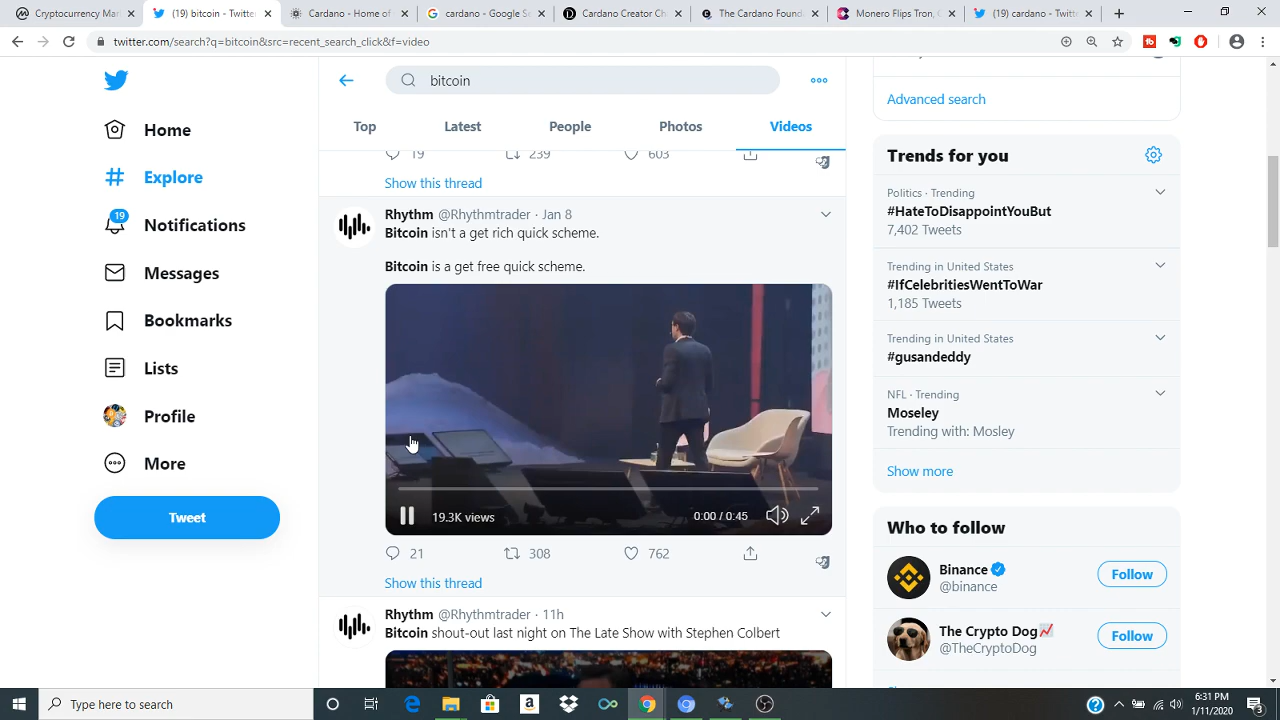 Cryptocurrency Ma
(19) bitcoin - Twitte
Cardano - Home
cardano - Google Se
Cardano Creator Ch
The Cardano Founda
Monero Flips Tron, C
(19) cardano - Twitt
twitter.com/search?q=bitcoin&src=recent_search_click&f=video
bitcoin
Top
Latest
People
Photos
Videos
Home
Explore
19
Notifications
Messages
Bookmarks
Lists
Profile
More
Tweet
19
239
603
Show this thread
Rhythm @Rhythmtrader · Jan 8
Bitcoin isn't a get rich quick scheme.
Bitcoin is a get free quick scheme.
19.3K views
0:00 / 0:45
21
308
762
Show this thread
Rhythm @Rhythmtrader · 11h
Bitcoin shout-out last night on The Late Show with Stephen Colbert
Advanced search
Trends for you
Politics · Trending
#HateToDisappointYouBut
7,402 Tweets
Trending in United States
#IfCelebritiesWentToWar
1,185 Tweets
Trending in United States
#gusandeddy
NFL · Trending
Moseley
Trending with: Mosley
Show more
Who to follow
Binance
@binance
Follow
The Crypto Dog
@TheCryptoDog
Follow
Type here to search
6:31 PM
1/11/2020